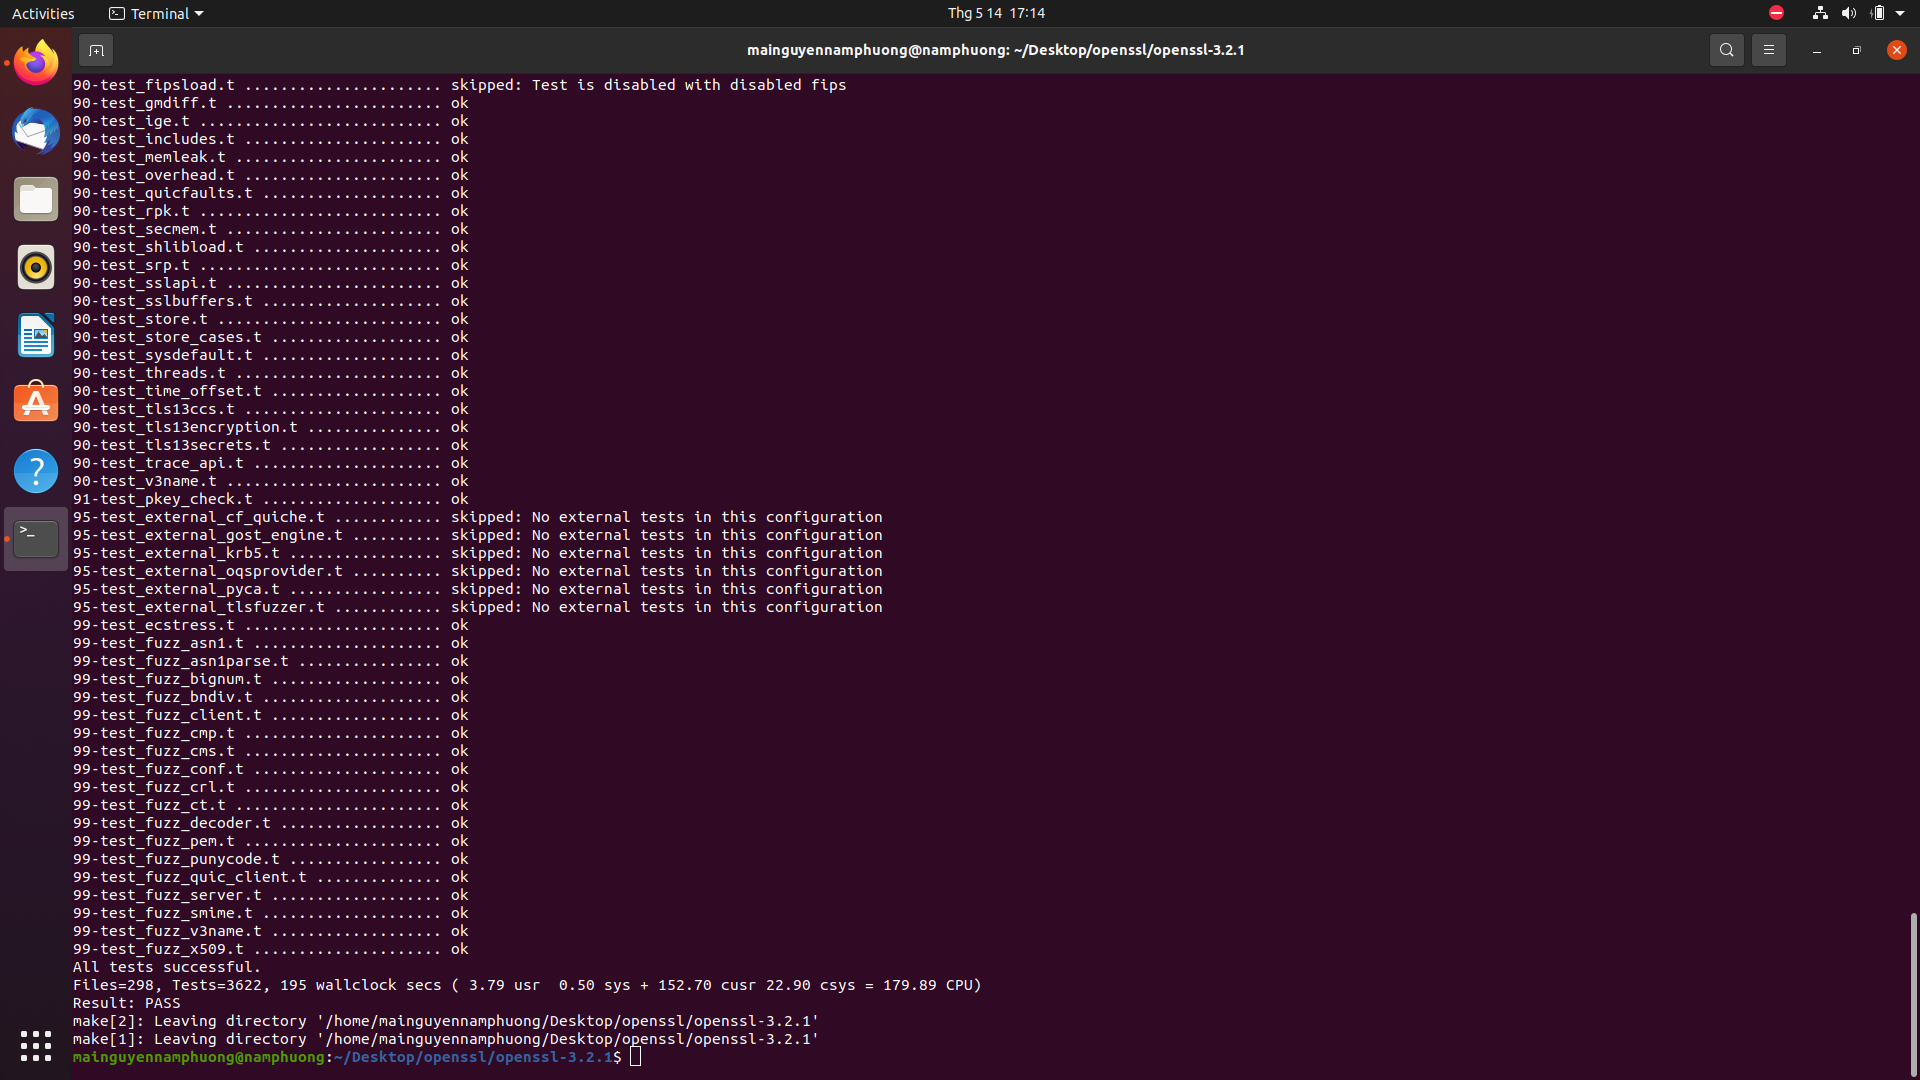 Activities
Terminal
Thg 5 14 17:14
mainguyennamphuong@namphuong: ~/Desktop/openssl/openssl-3.2.1
90-test_fipsload.t ...................... skipped: Test is disabled with disabled fips
90-test_gmdiff.t ........................ ok
90-test_ige.t ........................... ok
90-test_includes.t ...................... ok
90-test_memleak.t ....................... ok
90-test_overhead.t ...................... ok
90-test_quicfaults.t .................... ok
90-test_rpk.t ........................... ok
90-test_secmem.t ........................ ok
90-test_shlibload.t ..................... ok
90-test_srp.t ........................... ok
90-test_sslapi.t ........................ ok
90-test_sslbuffers.t .................... ok
90-test_store.t ......................... ok
90-test_store_cases.t ................... ok
90-test_sysdefault.t .................... ok
90-test_threads.t ....................... ok
90-test_time_offset.t ................... ok
90-test_tls13ccs.t ...................... ok
90-test_tls13encryption.t ............... ok
90-test_tls13secrets.t .................. ok
90-test_trace_api.t ..................... ok
90-test_v3name.t ........................ ok
91-test_pkey_check.t .................... ok
95-test_external_cf_quiche.t ............ skipped: No external tests in this configuration
95-test_external_gost_engine.t .......... skipped: No external tests in this configuration
95-test_external_krb5.t ................. skipped: No external tests in this configuration
95-test_external_oqsprovider.t .......... skipped: No external tests in this configuration
95-test_external_pyca.t ................. skipped: No external tests in this configuration
95-test_external_tlsfuzzer.t ............ skipped: No external tests in this configuration
99-test_ecstress.t ...................... ok
99-test_fuzz_asn1.t ..................... ok
99-test_fuzz_asn1parse.t ................ ok
99-test_fuzz_bignum.t ................... ok
99-test_fuzz_bndiv.t .................... ok
99-test_fuzz_client.t ................... ok
99-test_fuzz_cmp.t ...................... ok
99-test_fuzz_cms.t ...................... ok
99-test_fuzz_conf.t ..................... ok
99-test_fuzz_crl.t ...................... ok
99-test_fuzz_ct.t ....................... ok
99-test_fuzz_decoder.t .................. ok
99-test_fuzz_pem.t ...................... ok
99-test_fuzz_punycode.t ................. ok
99-test_fuzz_quic_client.t .............. ok
99-test_fuzz_server.t ................... ok
99-test_fuzz_smime.t .................... ok
99-test_fuzz_v3name.t ................... ok
99-test_fuzz_x509.t ..................... ok
All tests successful.
Files=298, Tests=3622, 195 wallclock secs ( 3.79 usr  0.50 sys + 152.70 cusr 22.90 csys = 179.89 CPU)
Result: PASS
make[2]: Leaving directory '/home/mainguyennamphuong/Desktop/openssl/openssl-3.2.1'
make[1]: Leaving directory '/home/mainguyennamphuong/Desktop/openssl/openssl-3.2.1'
mainguyennamphuong@namphuong:~/Desktop/openssl/openssl-3.2.1$